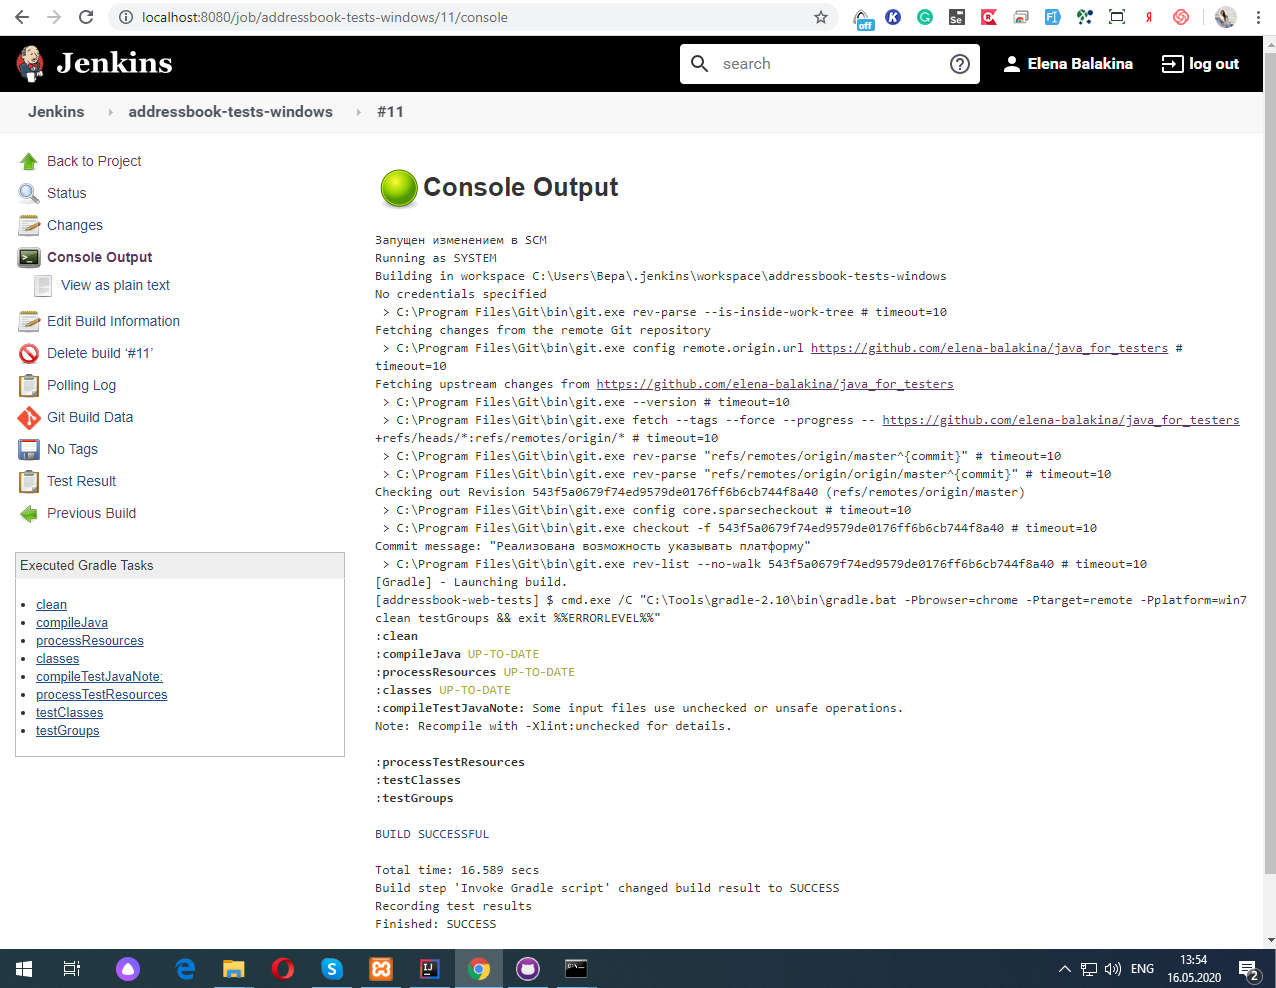 localhost:8080/job/addressbook-tests-windows/11/console
off
Se
Я
Jenkins
search
Elena Balakina
log out
Jenkins
addressbook-tests-windows
#11
Back to Project
Status
Changes
Console Output
View as plain text
Edit Build Information
Delete build ‘#11’
Polling Log
Git Build Data
No Tags
Test Result
Previous Build
Executed Gradle Tasks
clean
compileJava
processResources
classes
compileTestJavaNote:
processTestResources
testClasses
testGroups
Console Output
Запущен изменением в SCM
Running as SYSTEM
Building in workspace C:\Users\Вера\.jenkins\workspace\addressbook-tests-windows
No credentials specified
> C:\Program Files\Git\bin\git.exe rev-parse --is-inside-work-tree # timeout=10
Fetching changes from the remote Git repository
> C:\Program Files\Git\bin\git.exe config remote.origin.url https://github.com/elena-balakina/java_for_testers #
timeout=10
Fetching upstream changes from https://github.com/elena-balakina/java_for_testers
> C:\Program Files\Git\bin\git.exe --version # timeout=10
> C:\Program Files\Git\bin\git.exe fetch --tags --force --progress -- https://github.com/elena-balakina/java_for_testers
+refs/heads/*:refs/remotes/origin/* # timeout=10
> C:\Program Files\Git\bin\git.exe rev-parse "refs/remotes/origin/master^{commit}" # timeout=10
> C:\Program Files\Git\bin\git.exe rev-parse "refs/remotes/origin/origin/master^{commit}" # timeout=10
Checking out Revision 543f5a0679f74ed9579de0176ff6b6cb744f8a40 (refs/remotes/origin/master)
> C:\Program Files\Git\bin\git.exe config core.sparsecheckout # timeout=10
> C:\Program Files\Git\bin\git.exe checkout -f 543f5a0679f74ed9579de0176ff6b6cb744f8a40 # timeout=10
Commit message: "Реализована возможность указывать платформу"
> C:\Program Files\Git\bin\git.exe rev-list --no-walk 543f5a0679f74ed9579de0176ff6b6cb744f8a40 # timeout=10
[Gradle] - Launching build.
[addressbook-web-tests] $ cmd.exe /C "C:\Tools\gradle-2.10\bin\gradle.bat -Pbrowser=chrome -Ptarget=remote -Pplatform=win7
clean testGroups && exit %%ERRORLEVEL%%"
:clean
:compileJava UP-TO-DATE
:processResources UP-TO-DATE
:classes UP-TO-DATE
:compileTestJavaNote: Some input files use unchecked or unsafe operations.
Note: Recompile with -Xlint:unchecked for details.
:processTestResources
:testClasses
:testGroups
BUILD SUCCESSFUL
Total time: 16.589 secs
Build step 'Invoke Gradle script' changed build result to SUCCESS
Recording test results
Finished: SUCCESS
ENG
13:54
16.05.2020
2